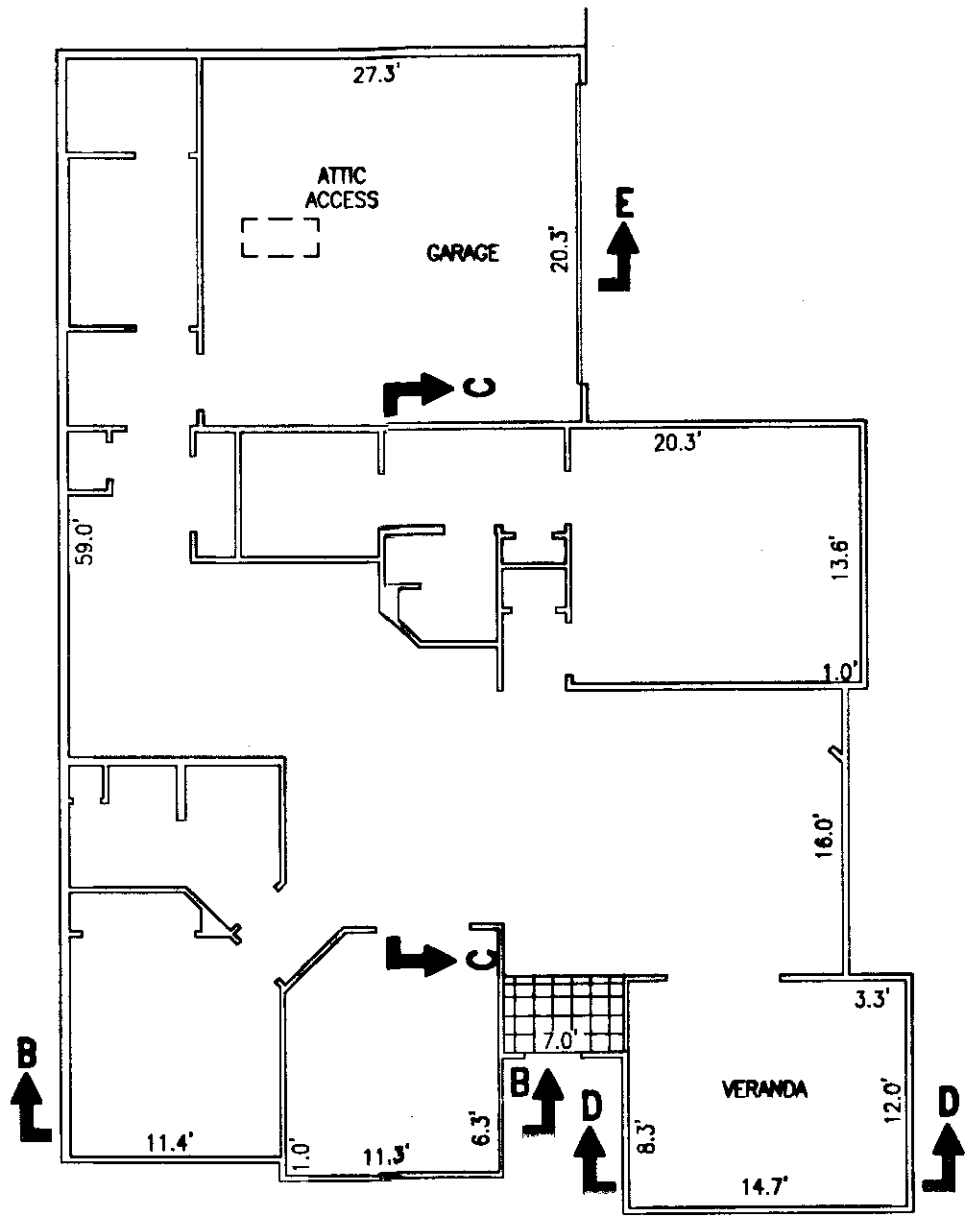 27.3'
ATTIC
ACCESS
E
GARAGE
20.3'
C
20.3'
59.0'
13.6'
1.0'
16.0'
C
3.3'
7.0'
B
B
D
VERANDA
12.0'
D
6.3'
8.3'
11.4'
1.0'
11.3'
14.7'